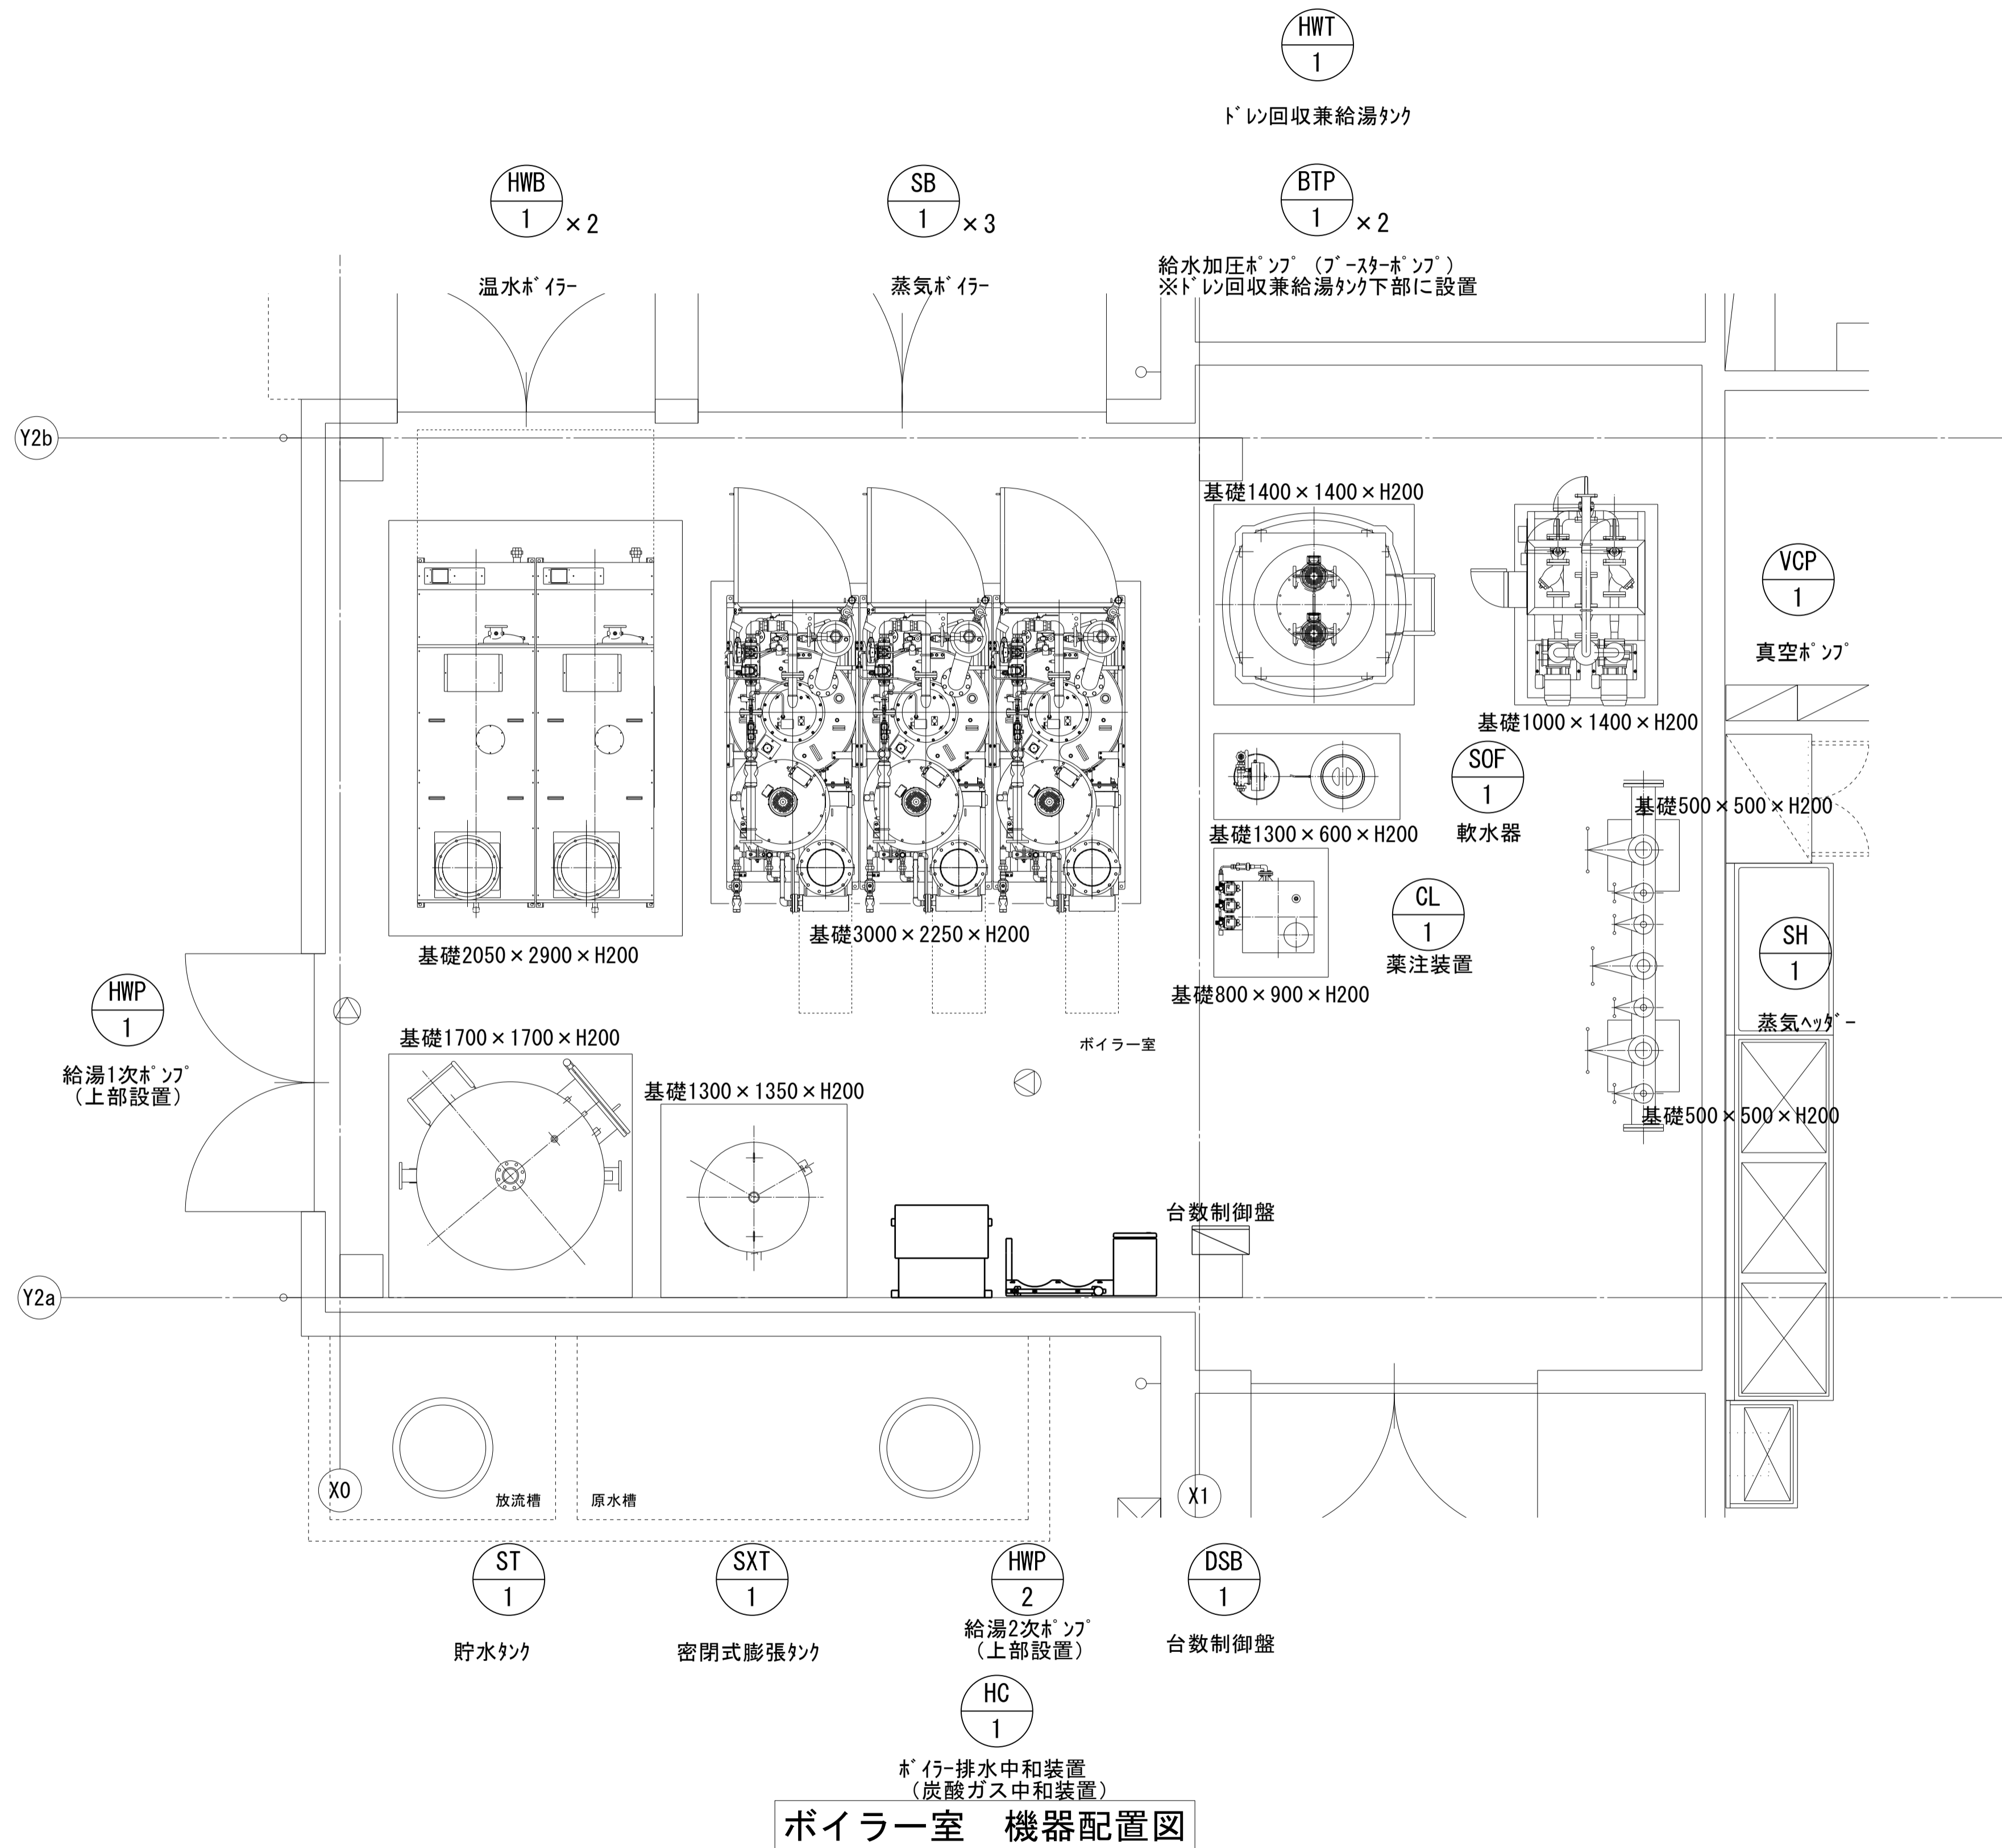 HWT
1
ﾄﾞﾚﾝ回収兼給湯ﾀﾝｸ
HWB
1
×2
温水ﾎﾞｲﾗｰ
SB
1
×3
蒸気ﾎﾞｲﾗｰ
BTP
1
×2
給水加圧ﾎﾟﾝﾌﾟ（ﾌﾞｰｽﾀｰﾎﾟﾝﾌﾟ）
※ﾄﾞﾚﾝ回収兼給湯ﾀﾝｸ下部に設置
Y2b
基礎1400×1400×H200
VCP
1
真空ﾎﾟﾝﾌﾟ
基礎1000×1400×H200
SOF
1
軟水器
基礎500×500×H200
基礎1300×600×H200
CL
1
薬注装置
SH
1
蒸気ﾍｯﾀﾞｰ
基礎2050×2900×H200
基礎3000×2250×H200
基礎800×900×H200
HWP
1
給湯1次ﾎﾟﾝﾌﾟ
（上部設置）
基礎1700×1700×H200
ボイラー室
基礎1300×1350×H200
基礎500×500×H200
台数制御盤
Y2a
X0
放流槽
原水槽
X1
ST
1
貯水ﾀﾝｸ
SXT
1
密閉式膨張ﾀﾝｸ
HWP
2
給湯2次ﾎﾟﾝﾌﾟ
（上部設置）
DSB
1
台数制御盤
HC
1
ﾎﾞｲﾗｰ排水中和装置
（炭酸ガス中和装置）
ボイラー室　機器配置図